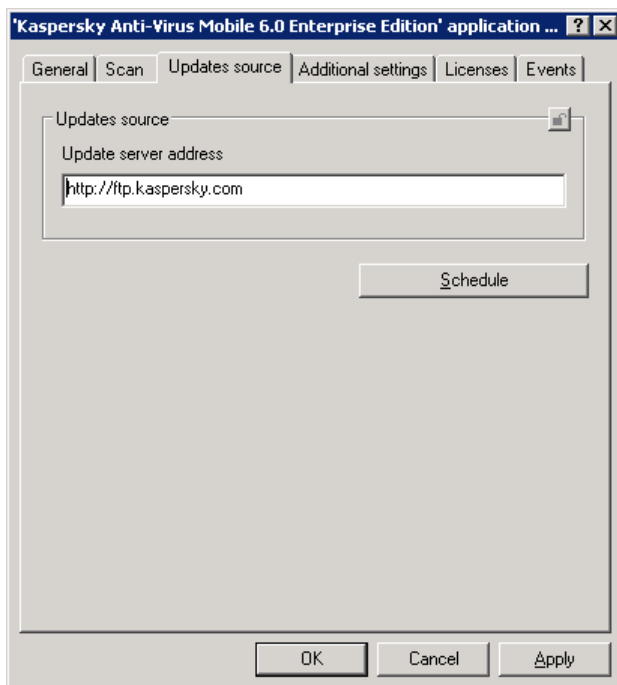 'Kaspersky Anti-Virus Mobile 6.0 Enterprise Edition' application ...
General Scan Updates source Additional settings Licenses Events
Updates source
Update server address
http://ftp.kaspersky.com
Schedule
OK Cancel Apply